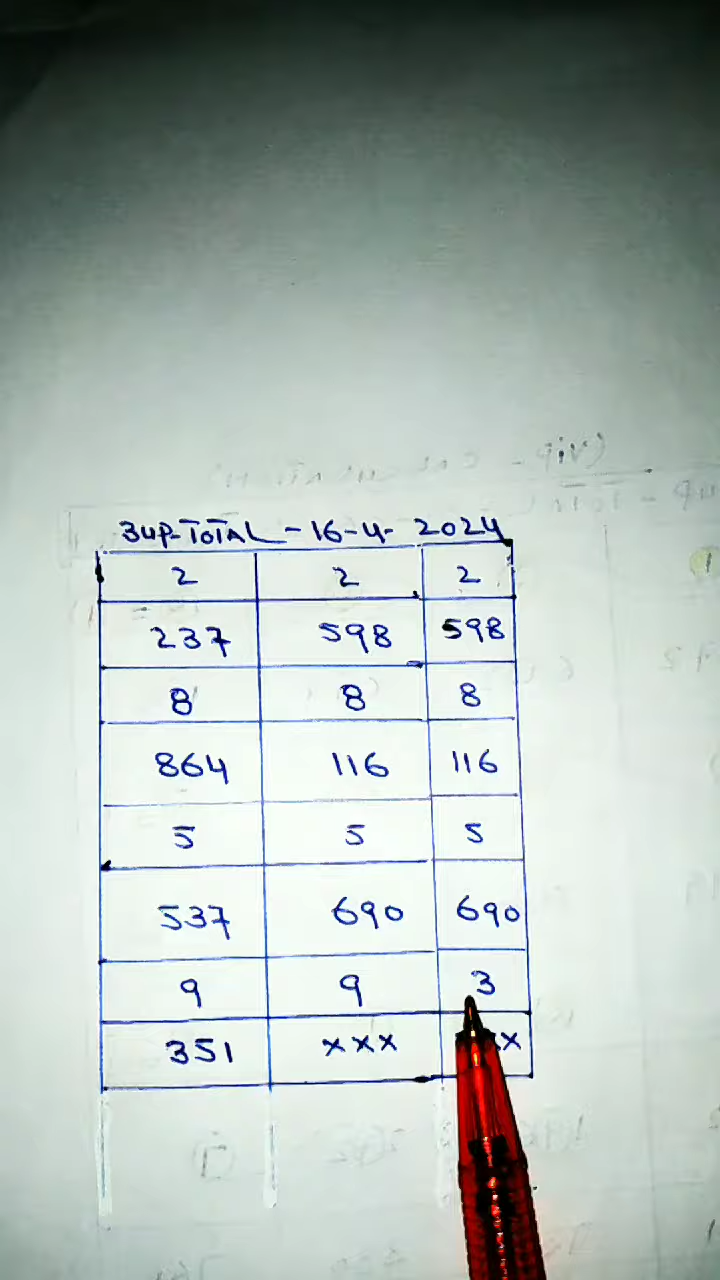 3UP-TOTAL-16-4-2024
2 2 2
237 598 598
8 8 8
864 116 116
5 5 5
537 690 690
9 9 3
351 xxx xx